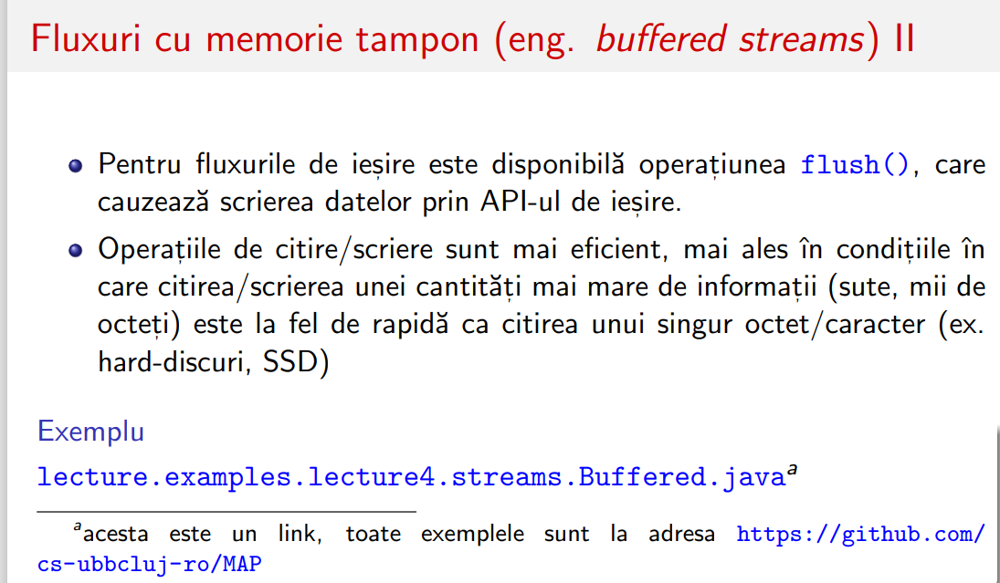 Fluxuri cu memorie tampon (eng. buffered streams) II
Pentru fluxurile de ieșire este disponibilă operațiunea flush(), care
cauzează scrierea datelor prin API-ul de ieșire.
Operațiile de citire/scriere sunt mai eficient, mai ales în condițiile în
care citirea/scrierea unei cantități mai mare de informații (sute, mii de
octeți) este la fel de rapidă ca citirea unui singur octet/caracter (ex.
hard-discuri, SSD)
Exemplu
lecture.examples.lecture4.streams.Buffered.javaa
aacesta este un link, toate exemplele sunt la adresa https://github.com/
cs-ubbcluj-ro/MAP